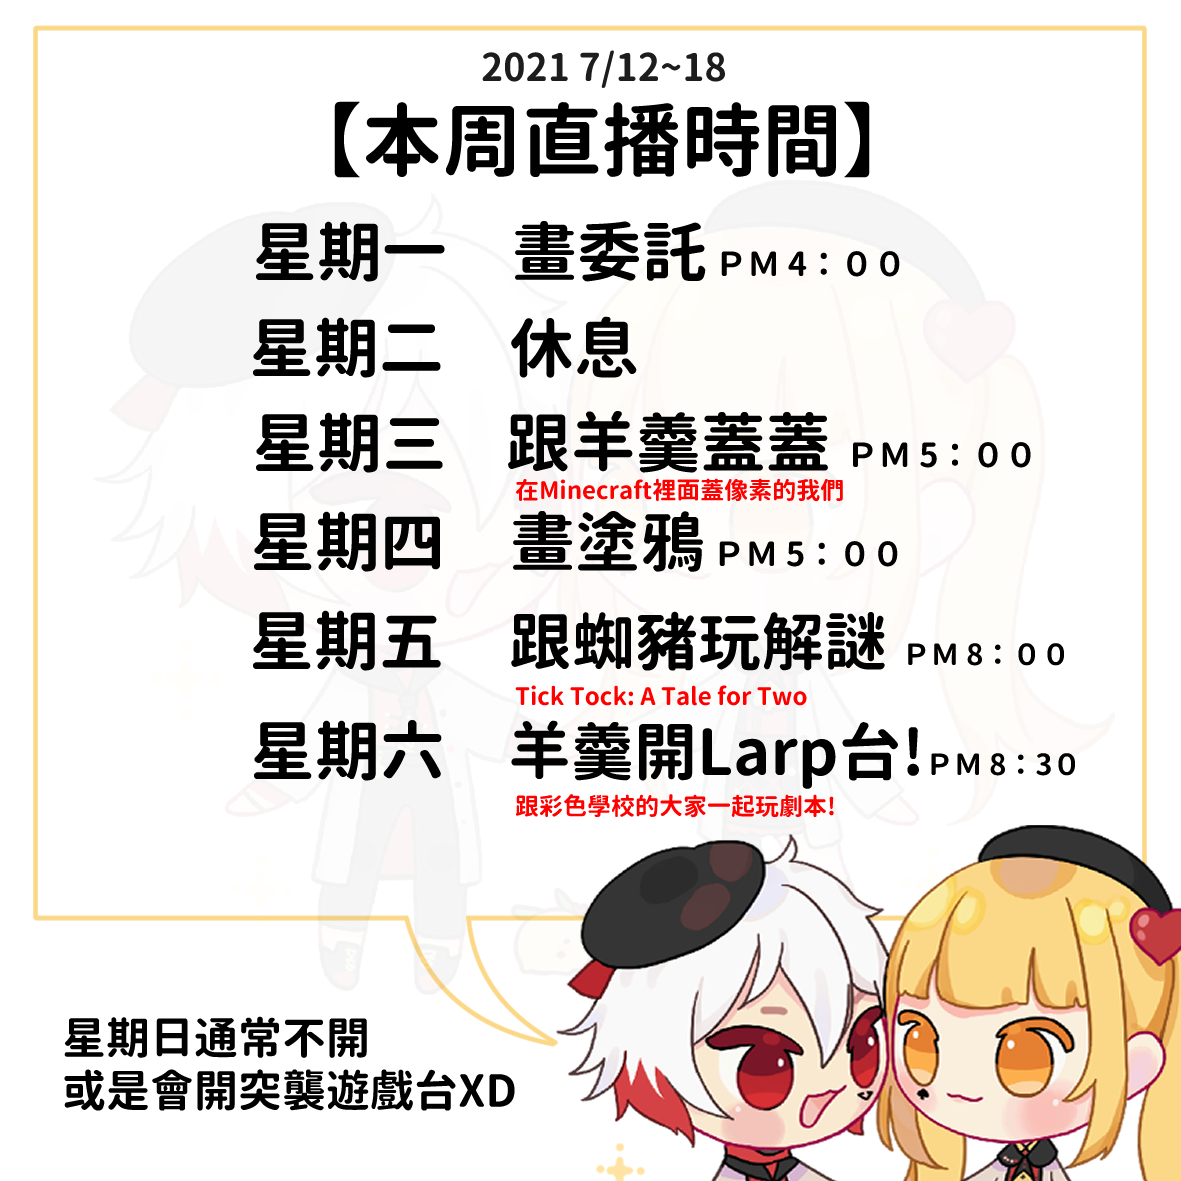 2021 7/12~18
【本周直播時間】
星期一 畫委託 PM4：00
星期二 休息
星期三 跟羊羹蓋蓋 PM5：00
在Minecraft裡面蓋像素的我們
星期四 畫塗鴉 PM5：00
星期五 跟蜘豬玩解謎 PM8：00
Tick Tock: A Tale for Two
星期六 羊羹開Larp台! PM8：30
跟彩色學校的大家一起玩劇本!
星期日通常不開
或是會開突襲遊戲台XD